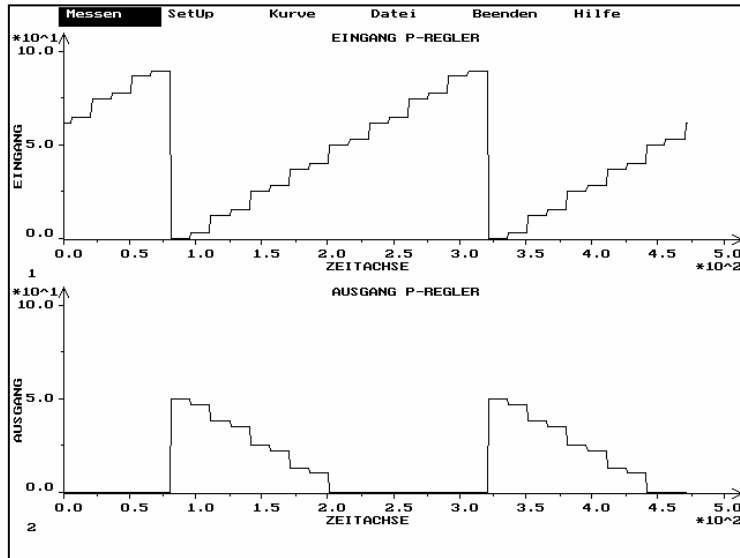 Messen SetUp Kurve Datei Beenden Hilfe
*10^1 EINGANG P-REGLER
10.0
5.0
0.0
EINGANG
0.0 0.5 1.0 1.5 2.0 2.5 3.0 3.5 4.0 4.5 5.0
ZEITACHSE *10^2
1
*10^1 AUSGANG P-REGLER
10.0
5.0
0.0
AUSGANG
0.0 0.5 1.0 1.5 2.0 2.5 3.0 3.5 4.0 4.5 5.0
ZEITACHSE *10^2
2